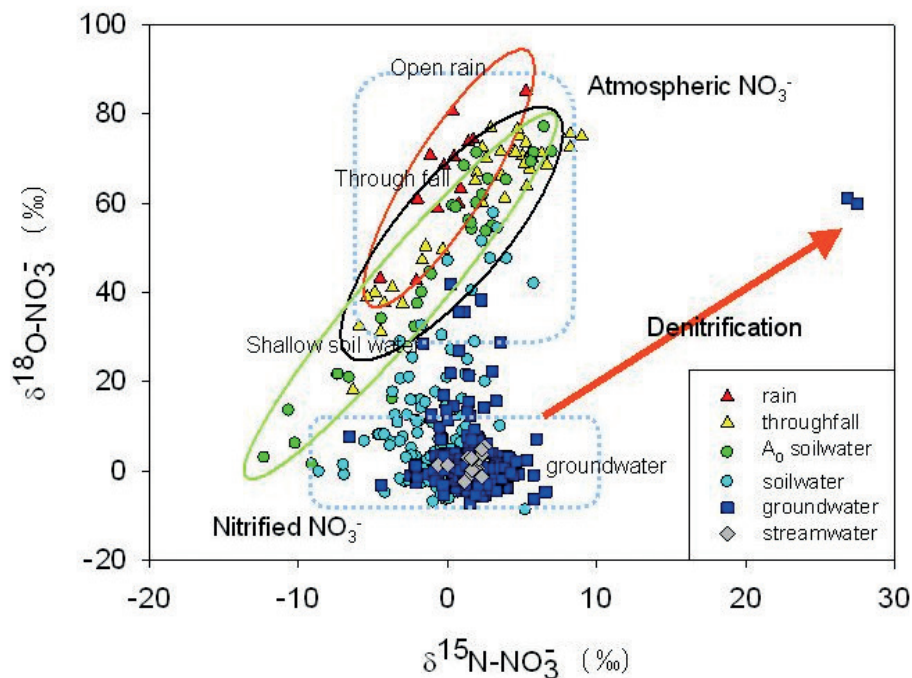 100
80
60
40
20
0
-20
δ18O-NO3- (‰)
Open rain
Atmospheric NO3-
Through fall
Denitrification
Shallow soil water
groundwater
Nitrified NO3-
rain
throughfall
A0 soilwater
soilwater
groundwater
streamwater
-20
-10
0
10
20
30
δ15N-NO3- (‰)